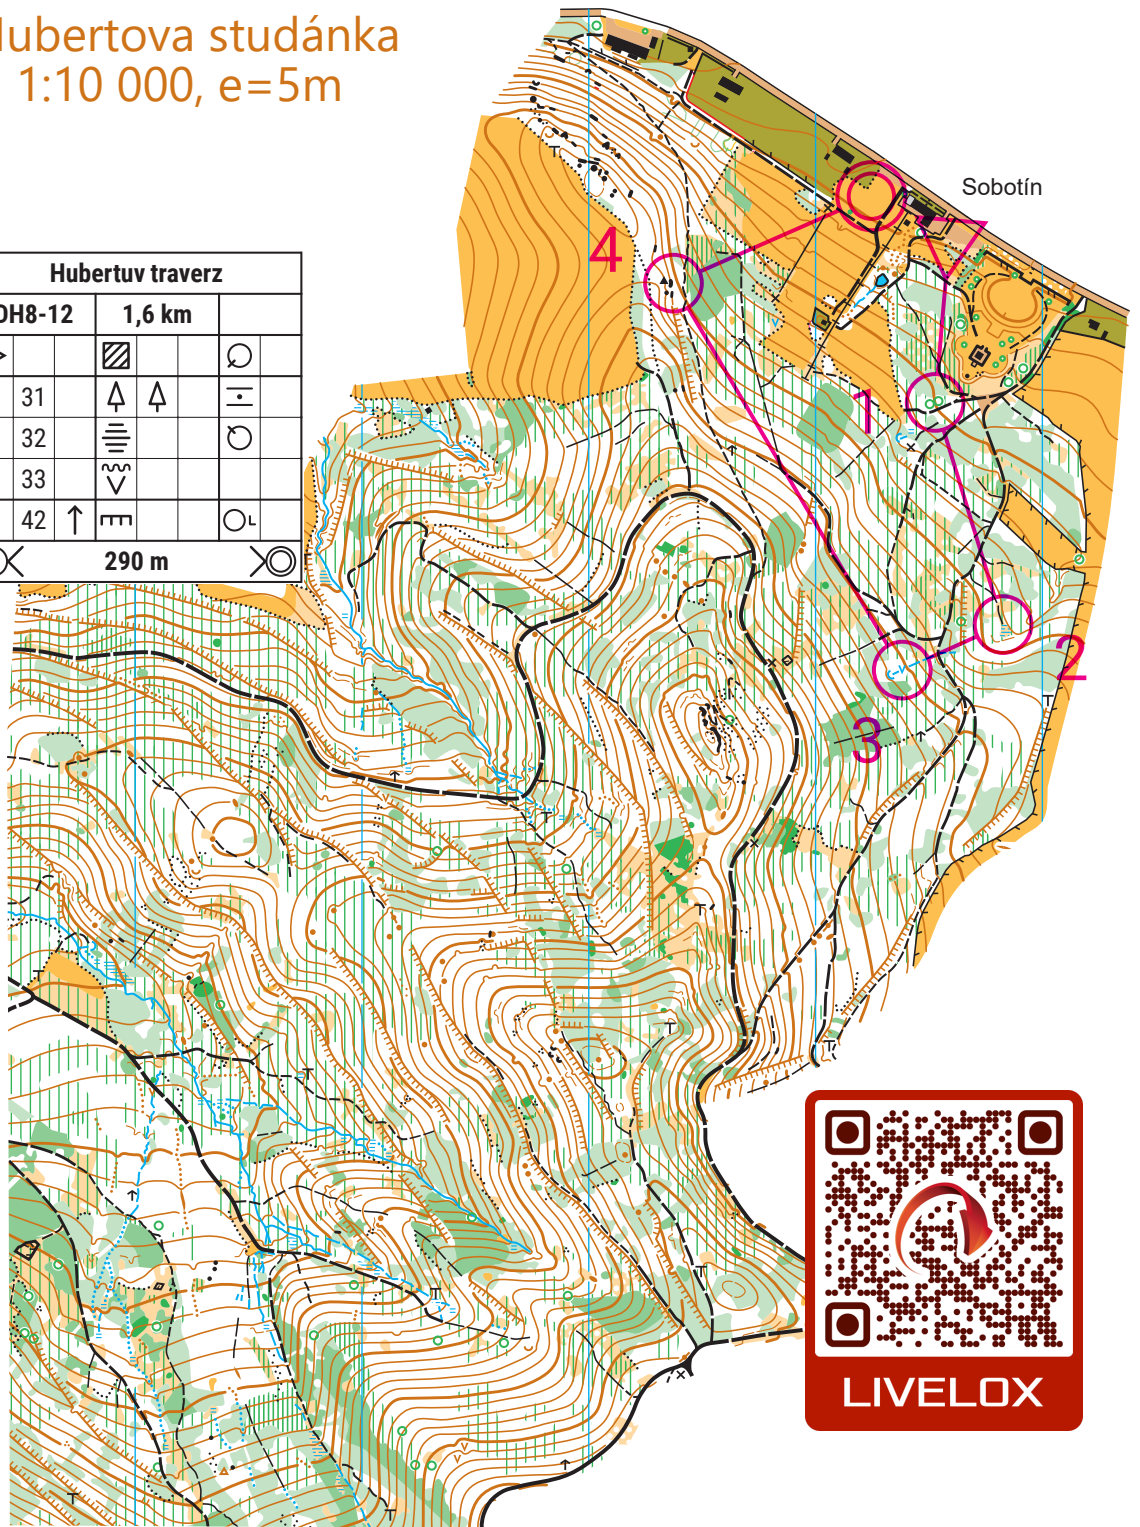 Hubertova studánka
1:10 000, e=5m
Sobotín
Hubertuv traverz
DH8-12 1,6 km
31
32
33
42
290 m
4
1
2
3
LIVELOX